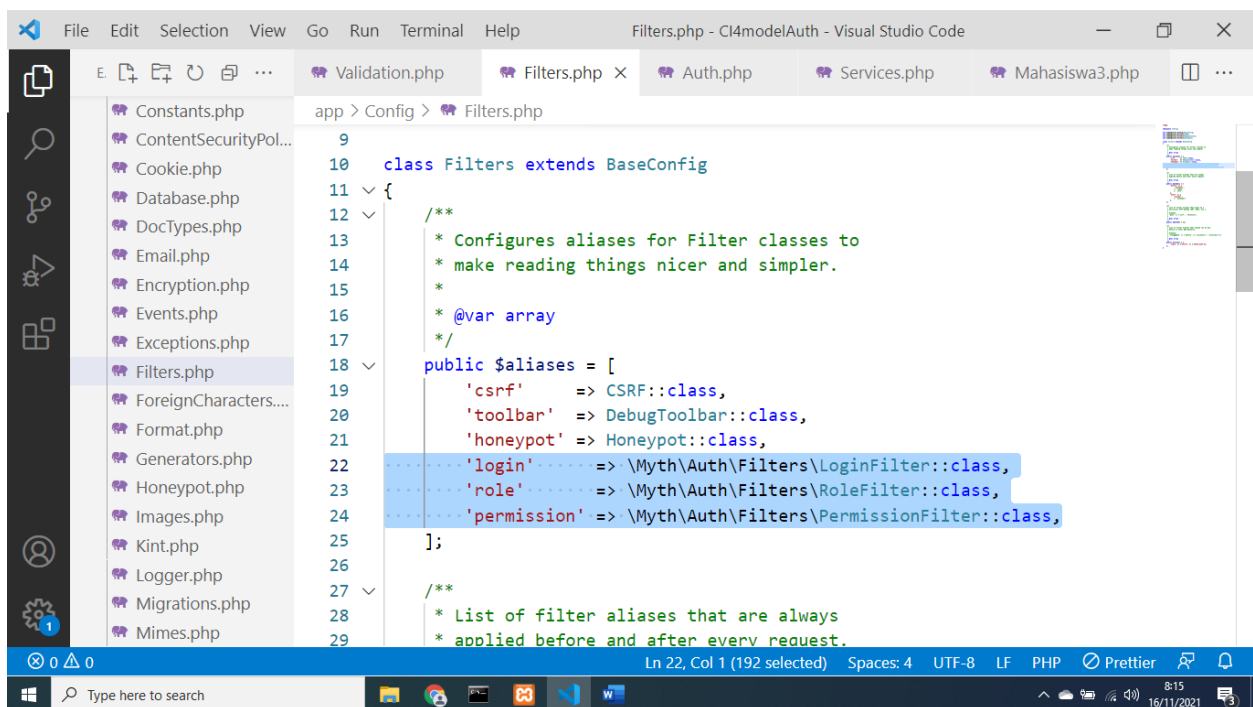 File Edit Selection View Go Run Terminal Help Filters.php - CI4modelAuth - Visual Studio Code
E. Validation.php Filters.php Auth.php Services.php Mahasiswa3.php
app > Config > Filters.php
Constants.php
ContentSecurityPol...
Cookie.php
Database.php
DocTypes.php
Email.php
Encryption.php
Events.php
Exceptions.php
Filters.php
ForeignCharacters....
Format.php
Generators.php
Honeypot.php
Images.php
Kint.php
Logger.php
Migrations.php
Mimes.php
9
10 class Filters extends BaseConfig
11 {
12 /**
13 * Configures aliases for Filter classes to
14 * make reading things nicer and simpler.
15 *
16 * @var array
17 */
18 public $aliases = [
19 'csrf' => CSRF::class,
20 'toolbar' => DebugToolbar::class,
21 'honeypot' => Honeypot::class,
22 'login' => \Myth\Auth\Filters\LoginFilter::class,
23 'role' => \Myth\Auth\Filters\RoleFilter::class,
24 'permission' => \Myth\Auth\Filters\PermissionFilter::class,
25 ];
26
27 /**
28 * List of filter aliases that are always
29 * applied before and after every request.
1
0 0 Ln 22, Col 1 (192 selected) Spaces: 4 UTF-8 LF PHP Prettier
Type here to search
8:15
16/11/2021
3